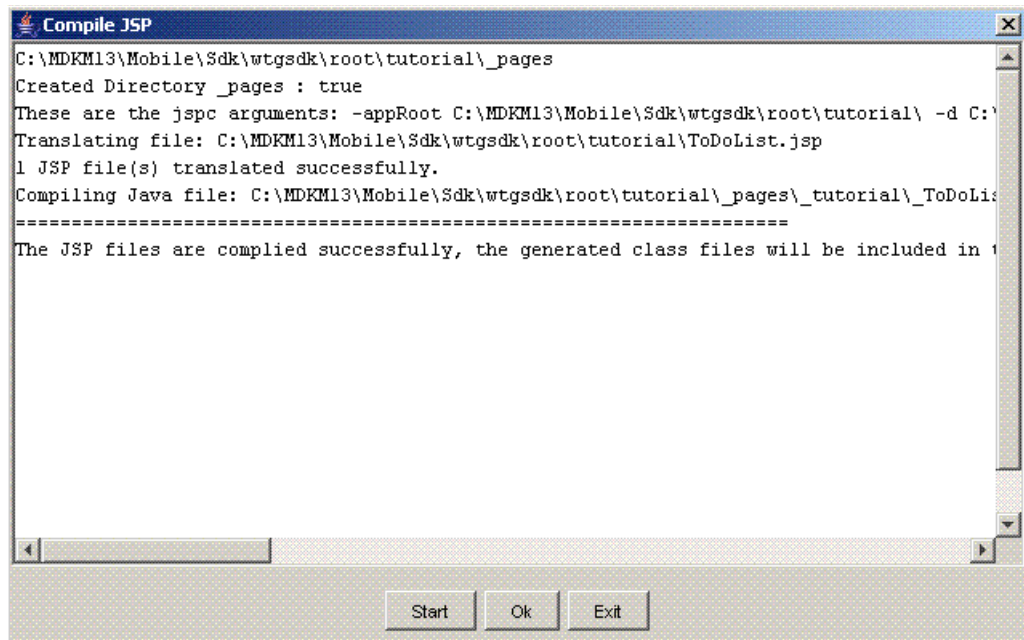 Compile JSP
C:\MDKM13\Mobile\Sdk\wtgsdk\root\tutorial\_pages
Created Directory _pages : true
These are the jspc arguments: -appRoot C:\MDKM13\Mobile\Sdk\wtgsdk\root\tutorial\ -d C:\
Translating file: C:\MDKM13\Mobile\Sdk\wtgsdk\root\tutorial\ToDoList.jsp
1 JSP file(s) translated successfully.
Compiling Java file: C:\MDKM13\Mobile\Sdk\wtgsdk\root\tutorial\_pages\_tutorial\_ToDoLis
======================================================================
The JSP files are complied successfully, the generated class files will be included in
Start Ok Exit